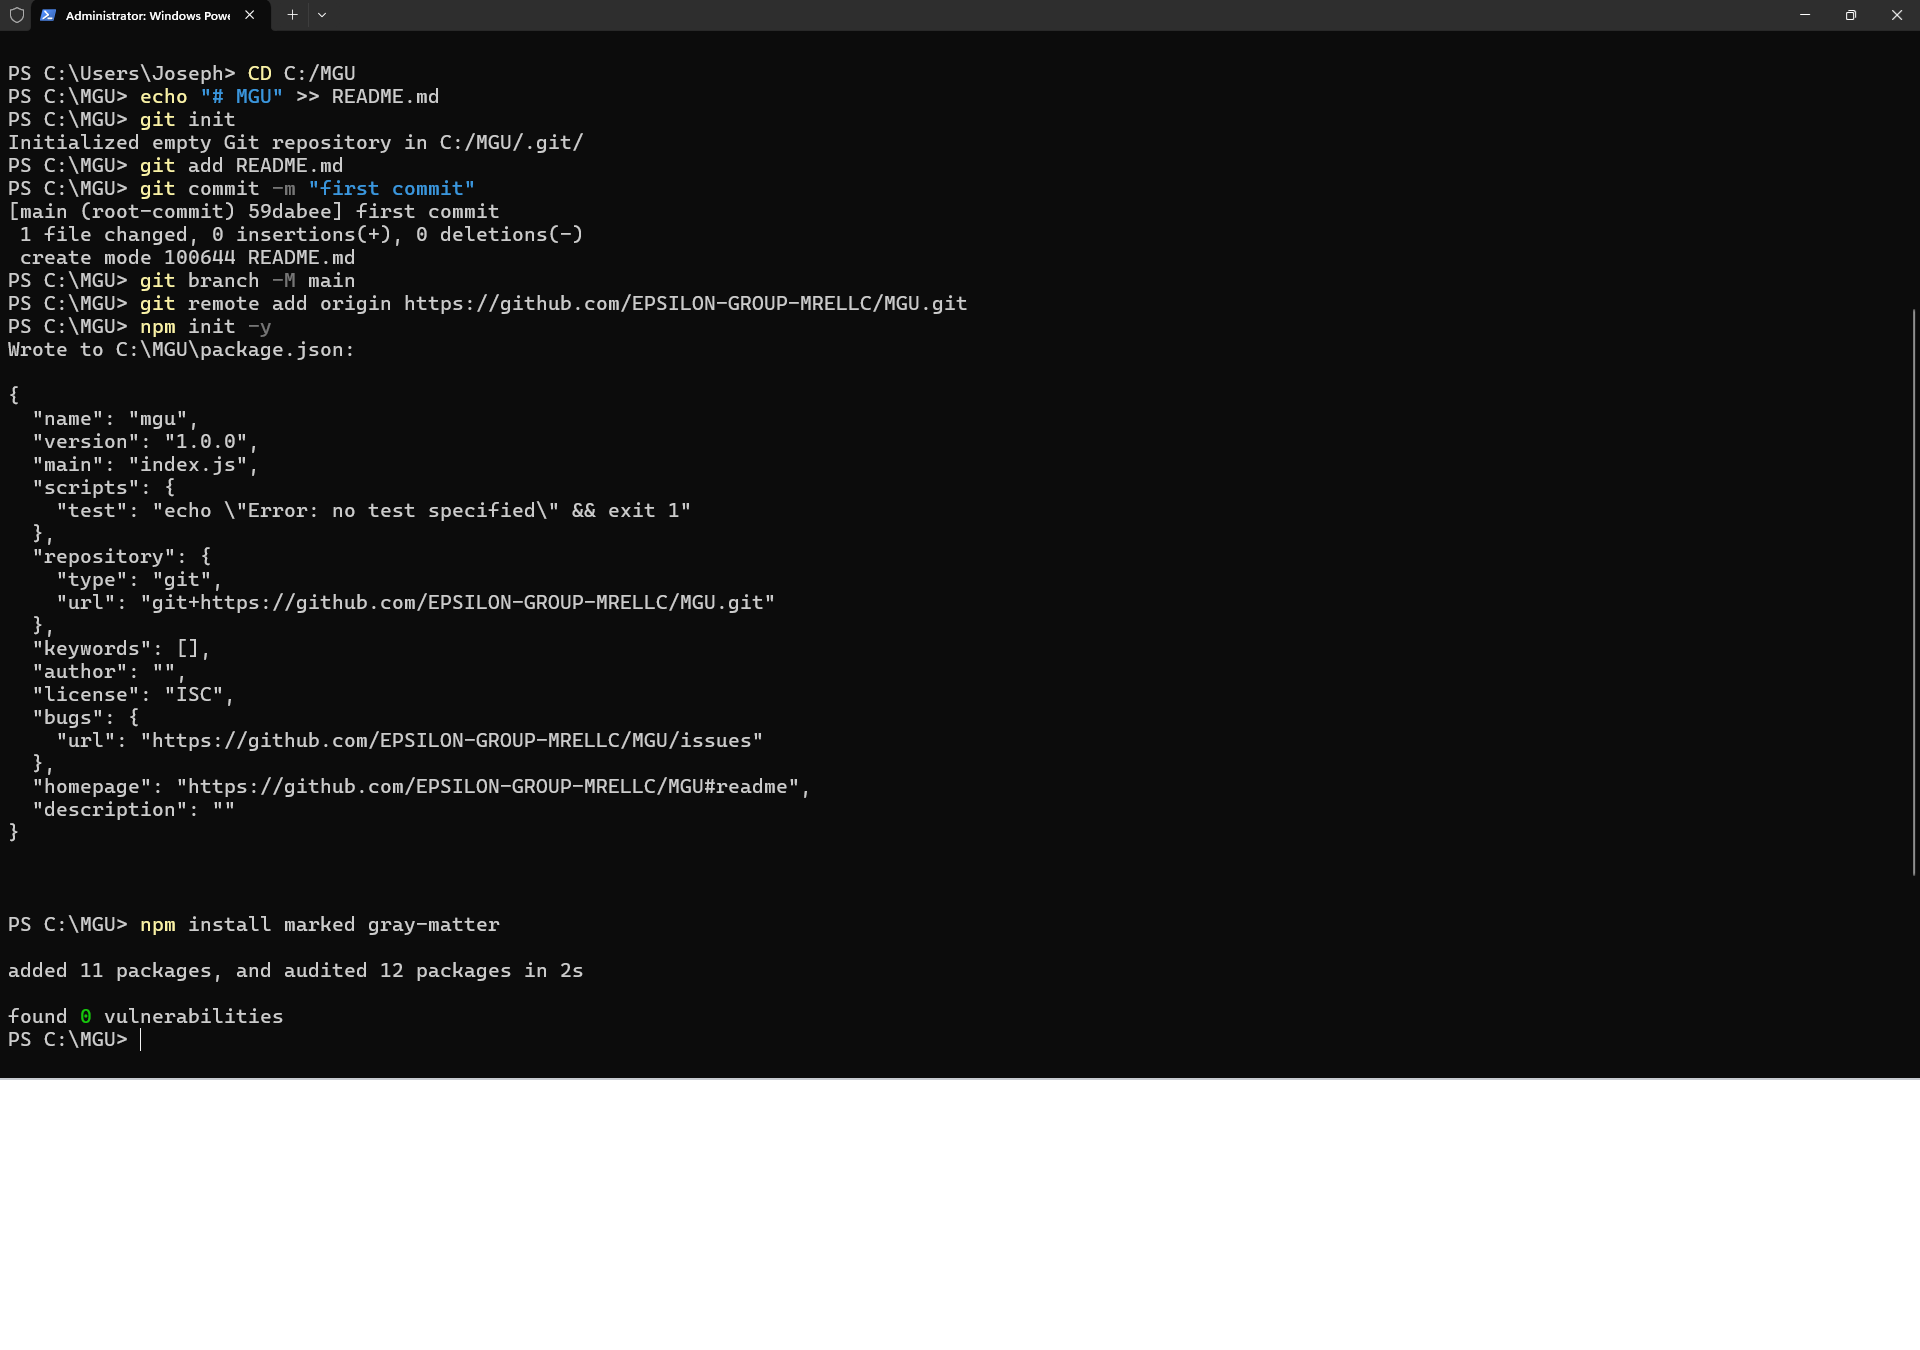 Administrator: Windows Powe
PS C:\Users\Joseph> CD C:/MGU
PS C:\MGU> echo "# MGU" >> README.md
PS C:\MGU> git init
Initialized empty Git repository in C:/MGU/.git/
PS C:\MGU> git add README.md
PS C:\MGU> git commit -m "first commit"
[main (root-commit) 59dabee] first commit
 1 file changed, 0 insertions(+), 0 deletions(-)
 create mode 100644 README.md
PS C:\MGU> git branch -M main
PS C:\MGU> git remote add origin https://github.com/EPSILON-GROUP-MRELLC/MGU.git
PS C:\MGU> npm init -y
Wrote to C:\MGU\package.json:
{
  "name": "mgu",
  "version": "1.0.0",
  "main": "index.js",
  "scripts": {
    "test": "echo \"Error: no test specified\" && exit 1"
  },
  "repository": {
    "type": "git",
    "url": "git+https://github.com/EPSILON-GROUP-MRELLC/MGU.git"
  },
  "keywords": [],
  "author": "",
  "license": "ISC",
  "bugs": {
    "url": "https://github.com/EPSILON-GROUP-MRELLC/MGU/issues"
  },
  "homepage": "https://github.com/EPSILON-GROUP-MRELLC/MGU#readme",
  "description": ""
}
PS C:\MGU> npm install marked gray-matter
added 11 packages, and audited 12 packages in 2s
found 0 vulnerabilities
PS C:\MGU>